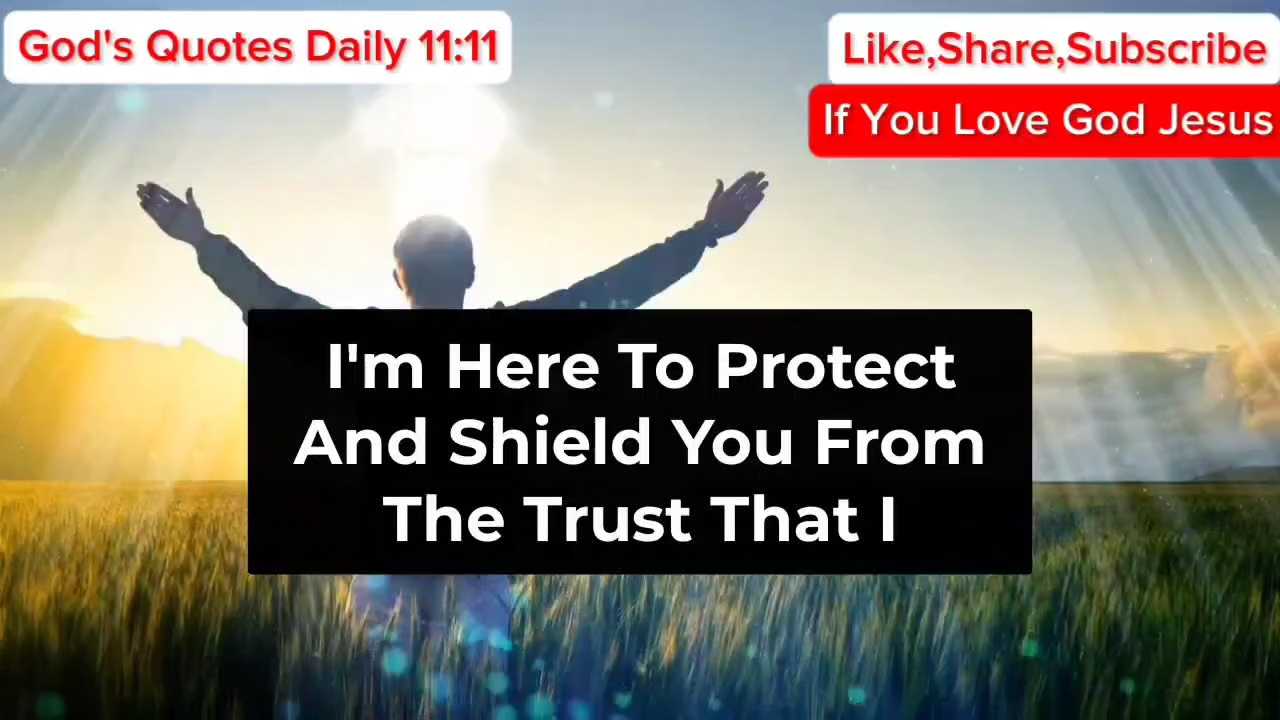 God's Quotes Daily 11:11
Like,Share,Subscribe
If You Love God Jesus
I'm Here To Protect
And Shield You From
The Trust That I